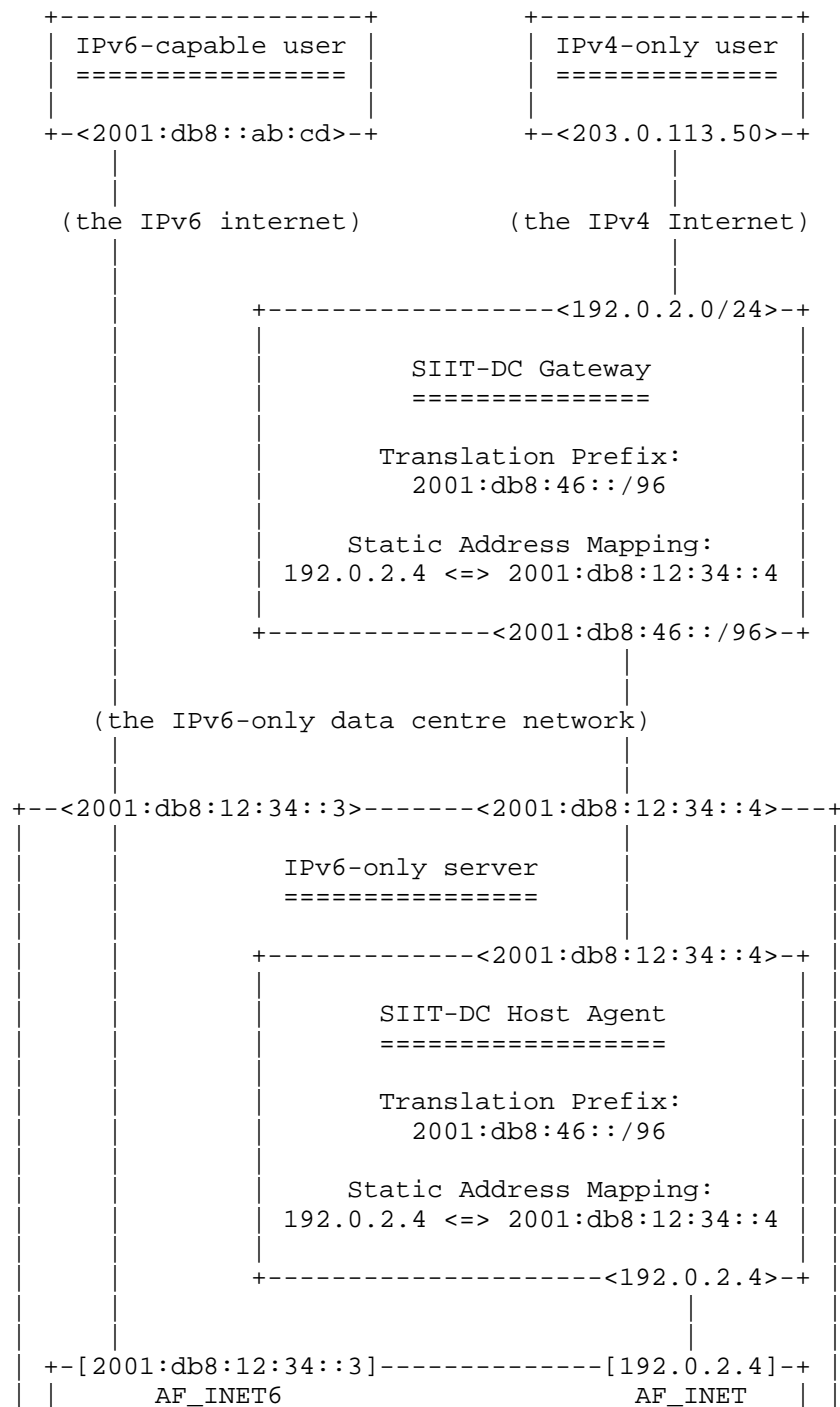 +--------------------+         +----------------+
| IPv6-capable user |         | IPv4-only user |
| ================= |         | ============== |
+-<2001:db8::ab:cd>-+         +-<203.0.113.50>-+
(the IPv6 internet)         (the IPv4 Internet)
+------------------<192.0.2.0/24>-+
SIIT-DC Gateway
===============
Translation Prefix:
2001:db8:46::/96
Static Address Mapping:
192.0.2.4 <=> 2001:db8:12:34::4
+--------------<2001:db8:46::/96>-+
(the IPv6-only data centre network)
+--<2001:db8:12:34::3>-------<2001:db8:12:34::4>---+
IPv6-only server
================
+-------------<2001:db8:12:34::4>-+
SIIT-DC Host Agent
==================
Translation Prefix:
2001:db8:46::/96
Static Address Mapping:
192.0.2.4 <=> 2001:db8:12:34::4
+---------------------<192.0.2.4>-+
+-[2001:db8:12:34::3]--------------[192.0.2.4]-+
AF_INET6                      AF_INET